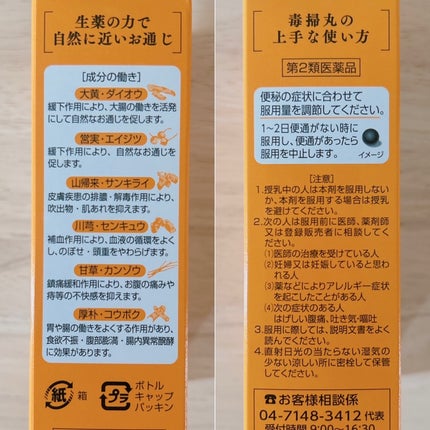 生薬の力で
自然に近いお通じ
[成分の働き]
大黄・ダイオウ
緩下作用により、大腸の働きを活発
にして自然なお通じを促します。
営実・エイジツ
緩下作用により、自然なお通じを
促します。
山帰来・サンキライ
皮膚疾患の排膿・解毒作用により、
吹出物・肌あれを抑えます。
川芎・センキュウ
補血作用により、血液の循環をよく
し、のぼせ・頭重をやわらげます。
甘草・カンゾウ
鎮痛緩和作用により、お腹の痛みや
痔等の不快感を抑えます。
厚朴・コウボク
胃や腸の働きをよくする作用があり、
食欲不振・腹部膨満・腸内異常醗酵
に効果があります。
紙 箱
プラ
ボトル
キャップ
パッキン
毒掃丸の
上手な使い方
第2類医薬品
便秘の症状に合わせて
服用量を調節してください。
1~2日便通がない時に
服用し、便通があったら
服用を中止します。
イメージ
[注意]
1.授乳中の人は本剤を服用しない
か、本剤を服用する場合は授乳
を避けてください。
2.次の人は服用前に医師、薬剤師
又は登録販売者に相談してく
ださい。
(1)医師の治療を受けている人
(2)妊婦又は妊娠していると思わ
れる人
(3)薬などによりアレルギー症状
を起こしたことがある人
(4)次の症状のある人
はげしい腹痛、吐き気・嘔吐
3.服用に際しては、説明文書をよく
読んでください。
4.直射日光の当たらない湿気の少
ない涼しい所に密栓して保管
してください。
お客様相談係
04-7148-3412 代表
受付時間 9:00~16:30